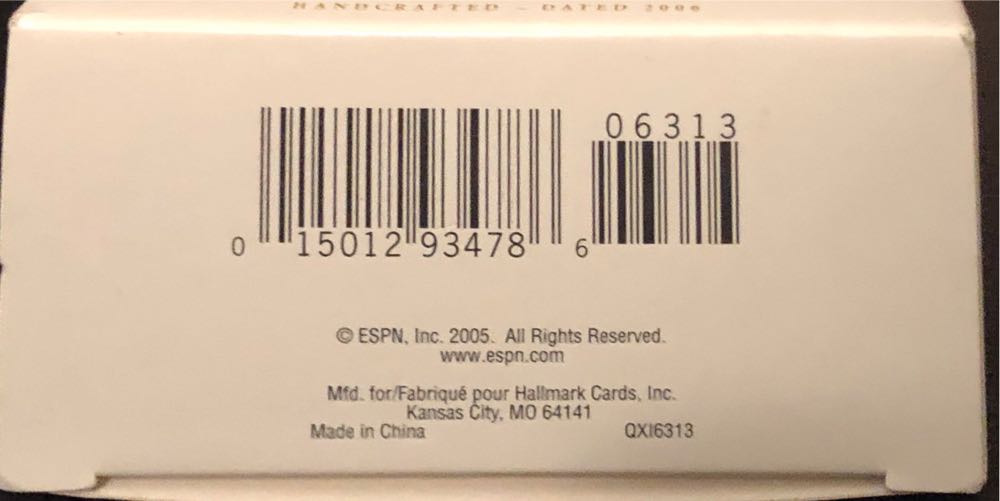 HANDCRAFTED – DATED 2006
06313
0 15012 93478 6
© ESPN, Inc. 2005. All Rights Reserved.
www.espn.com
Mfd. for/Fabriqué pour Hallmark Cards, Inc.
Kansas City, MO 64141
Made in China QXI6313